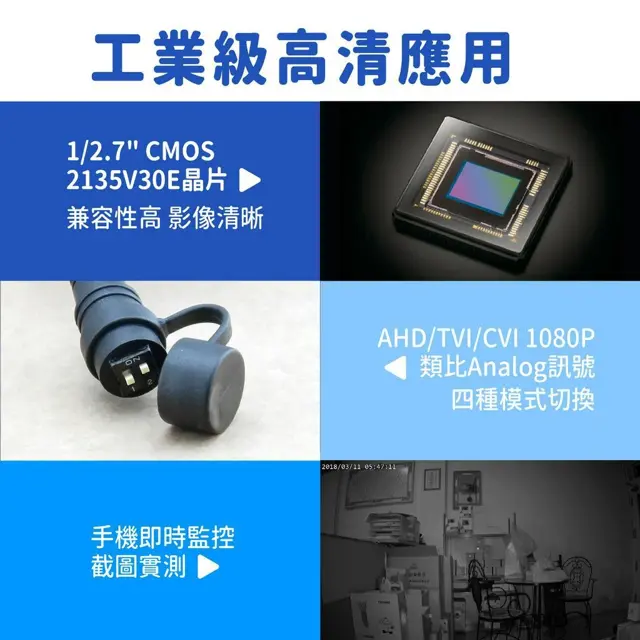 工業級高清應用
1/2.7" CMOS
2135V30E晶片
兼容性高 影像清晰
ON
1 2
AHD/TVI/CVI 1080P
類比Analog訊號
四種模式切換
2018/03/11 05:47:11
手機即時監控
截圖實測